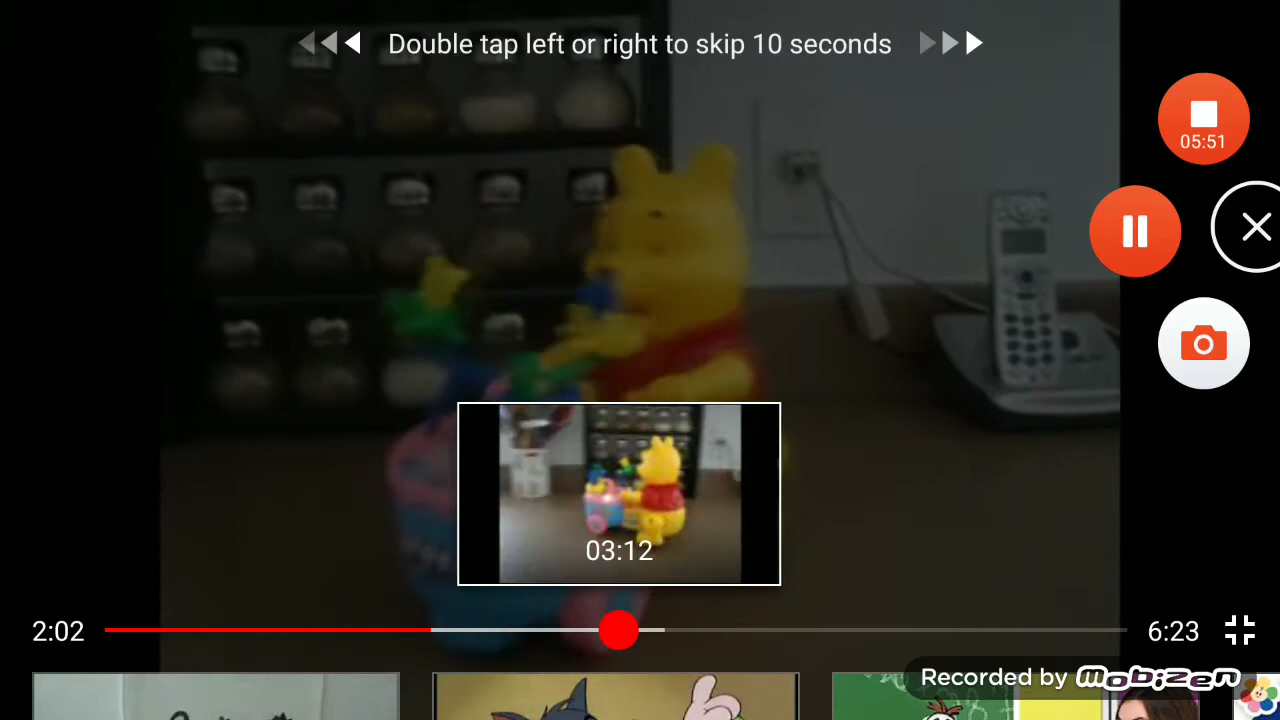 Double tap left or right to skip 10 seconds
05:51
03:12
2:02
6:23
Recorded by mobizen